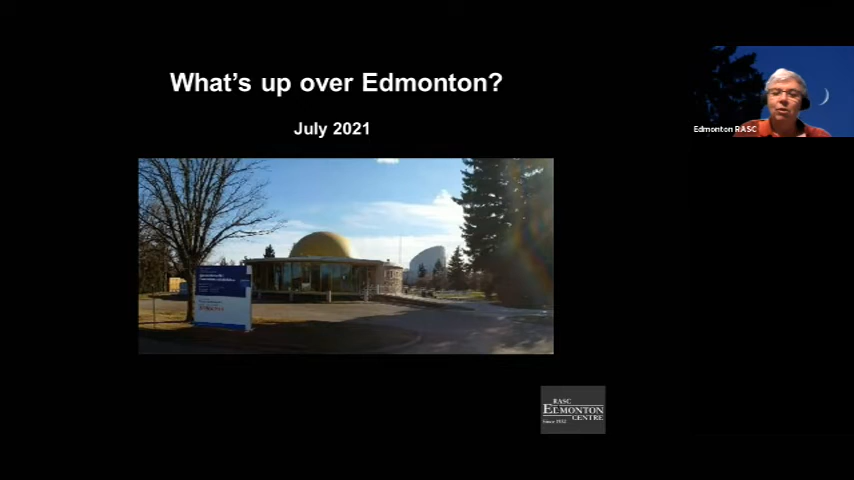 What's up over Edmonton?
July 2021
Edmonton RASC
RASC
EDMONTON
CENTRE
Since 1932